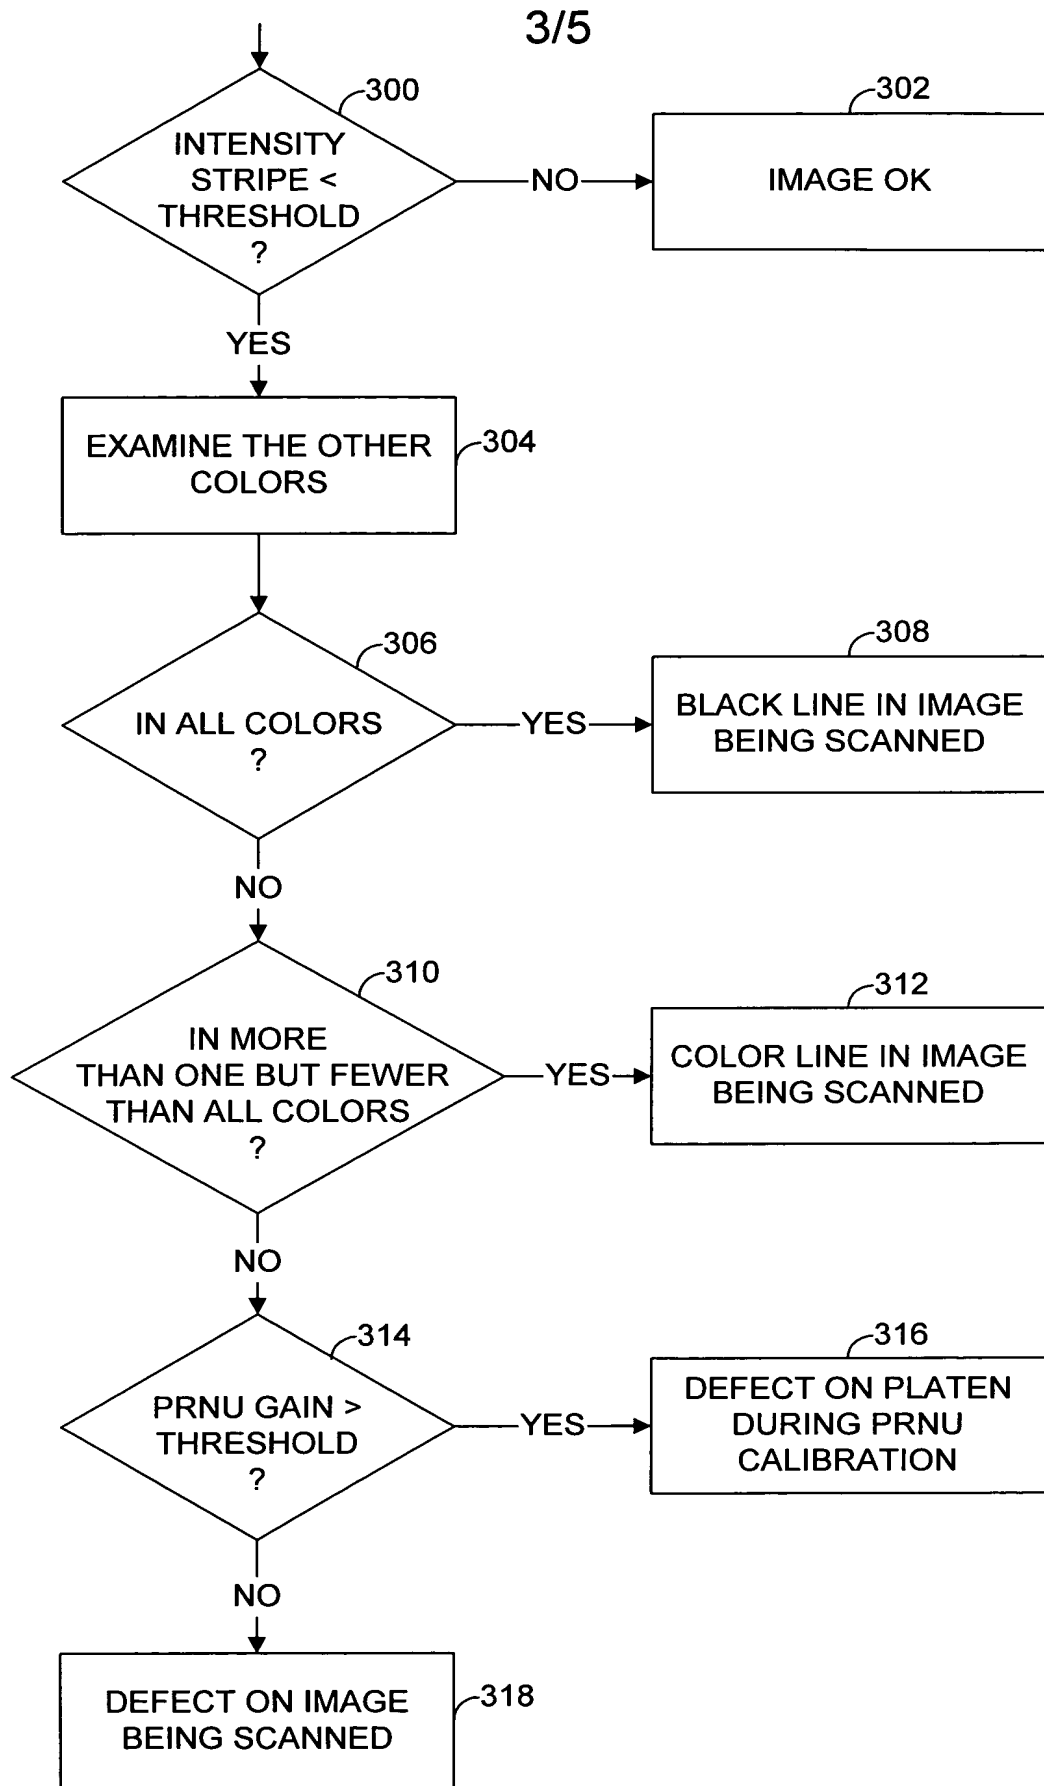 3/5
300
INTENSITY
STRIPE <
THRESHOLD
?
NO
302
IMAGE OK
YES
EXAMINE THE OTHER
COLORS
304
306
IN ALL COLORS
?
YES
308
BLACK LINE IN IMAGE
BEING SCANNED
NO
310
IN MORE
THAN ONE BUT FEWER
THAN ALL COLORS
?
YES
312
COLOR LINE IN IMAGE
BEING SCANNED
NO
314
PRNU GAIN >
THRESHOLD
?
YES
316
DEFECT ON PLATEN
DURING PRNU
CALIBRATION
NO
DEFECT ON IMAGE
BEING SCANNED
318